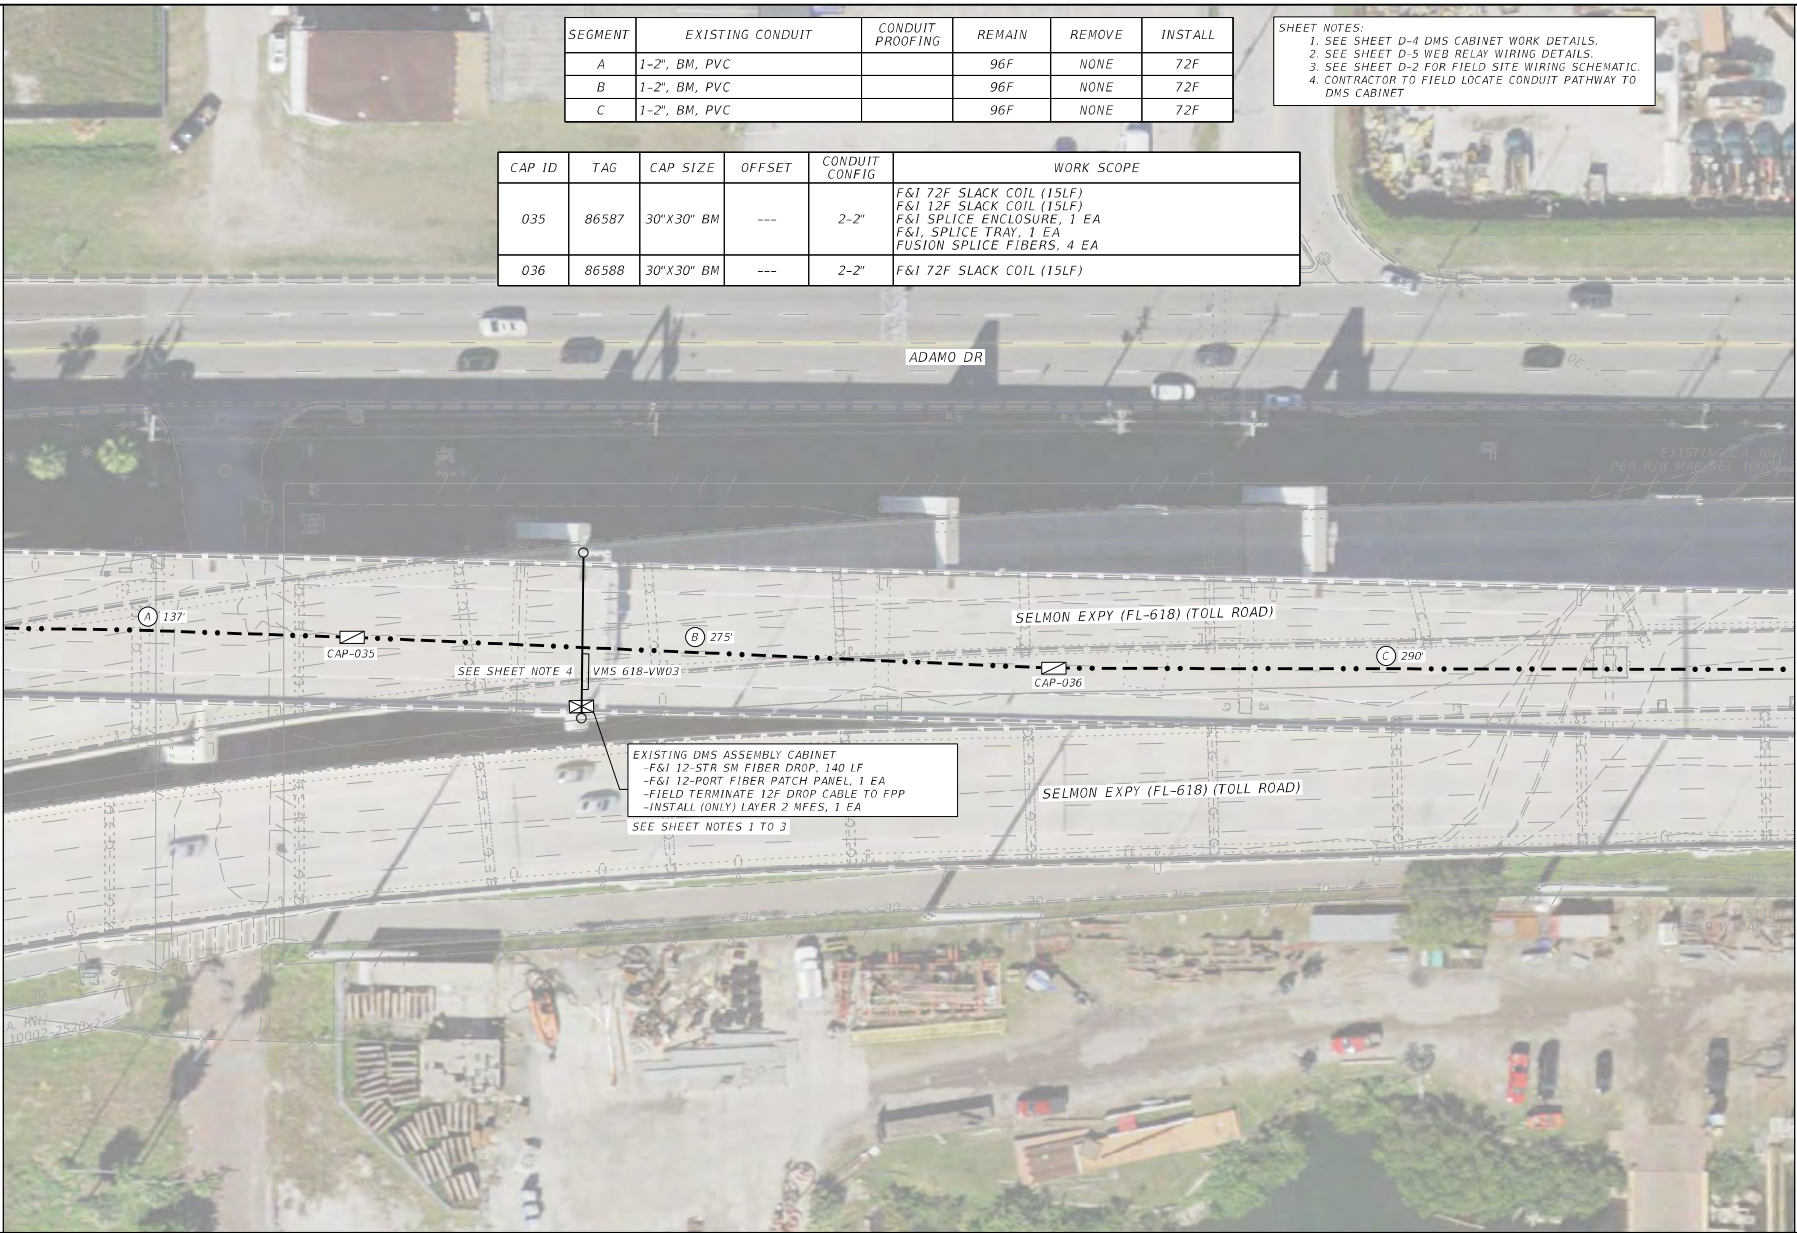 SEGMENT EXISTING CONDUIT CONDUIT PROOFING REMAIN REMOVE INSTALL
A 1-2", BM, PVC 96F NONE 72F
B 1-2", BM, PVC 96F NONE 72F
C 1-2", BM, PVC 96F NONE 72F
SHEET NOTES:
1. SEE SHEET D-4 DMS CABINET WORK DETAILS.
2. SEE SHEET D-5 WEB RELAY WIRING DETAILS.
3. SEE SHEET D-2 FOR FIELD SITE WIRING SCHEMATIC.
4. CONTRACTOR TO FIELD LOCATE CONDUIT PATHWAY TO
DMS CABINET
CAP ID TAG CAP SIZE OFFSET CONDUIT CONFIG WORK SCOPE
035 86587 30"X30" BM --- 2-2"
F&I 72F SLACK COIL (15LF)
F&I 12F SLACK COIL (15LF)
F&I SPLICE ENCLOSURE, 1 EA
F&I, SPLICE TRAY, 1 EA
FUSION SPLICE FIBERS, 4 EA
036 86588 30"X30" BM --- 2-2" F&I 72F SLACK COIL (15LF)
OE
ADAMO DR
EXISTING L.A. RW/
PER R/W MAP SEC 10002
A 137'
CAP-035
B 275'
SELMON EXPY (FL-618) (TOLL ROAD)
C 290'
SEE SHEET NOTE 4
VMS 618-VW03
CAP-036
EXISTING DMS ASSEMBLY CABINET
-F&I 12-STR SM FIBER DROP, 140 LF
-F&I 12-PORT FIBER PATCH PANEL, 1 EA
-FIELD TERMINATE 12F DROP CABLE TO FPP
-INSTALL (ONLY) LAYER 2 MFES, 1 EA
SEE SHEET NOTES 1 TO 3
SELMON EXPY (FL-618) (TOLL ROAD)
A. RW/